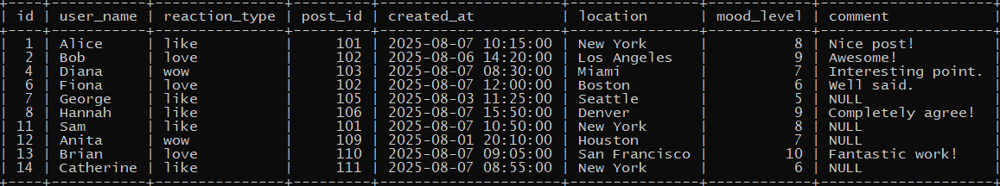 | id | user_name | reaction_type | post_id | created_at          | location      | mood_level | comment            |
|  1 | Alice     | like          |     101 | 2025-08-07 10:15:00 | New York      |          8 | Nice post!         |
|  2 | Bob       | love          |     102 | 2025-08-06 14:20:00 | Los Angeles   |          9 | Awesome!           |
|  4 | Diana     | wow           |     103 | 2025-08-07 08:30:00 | Miami         |          7 | Interesting point. |
|  6 | Fiona     | love          |     102 | 2025-08-07 12:00:00 | Boston        |          6 | Well said.         |
|  7 | George    | like          |     105 | 2025-08-03 11:25:00 | Seattle       |          5 | NULL               |
|  8 | Hannah    | like          |     106 | 2025-08-07 15:50:00 | Denver        |          9 | Completely agree!  |
| 11 | Sam       | like          |     101 | 2025-08-07 10:50:00 | New York      |          8 | NULL               |
| 12 | Anita     | wow           |     109 | 2025-08-01 20:10:00 | Houston       |          7 | NULL               |
| 13 | Brian     | love          |     110 | 2025-08-07 09:05:00 | San Francisco |         10 | Fantastic work!    |
| 14 | Catherine | like          |     111 | 2025-08-07 08:55:00 | New York      |          6 | NULL               |